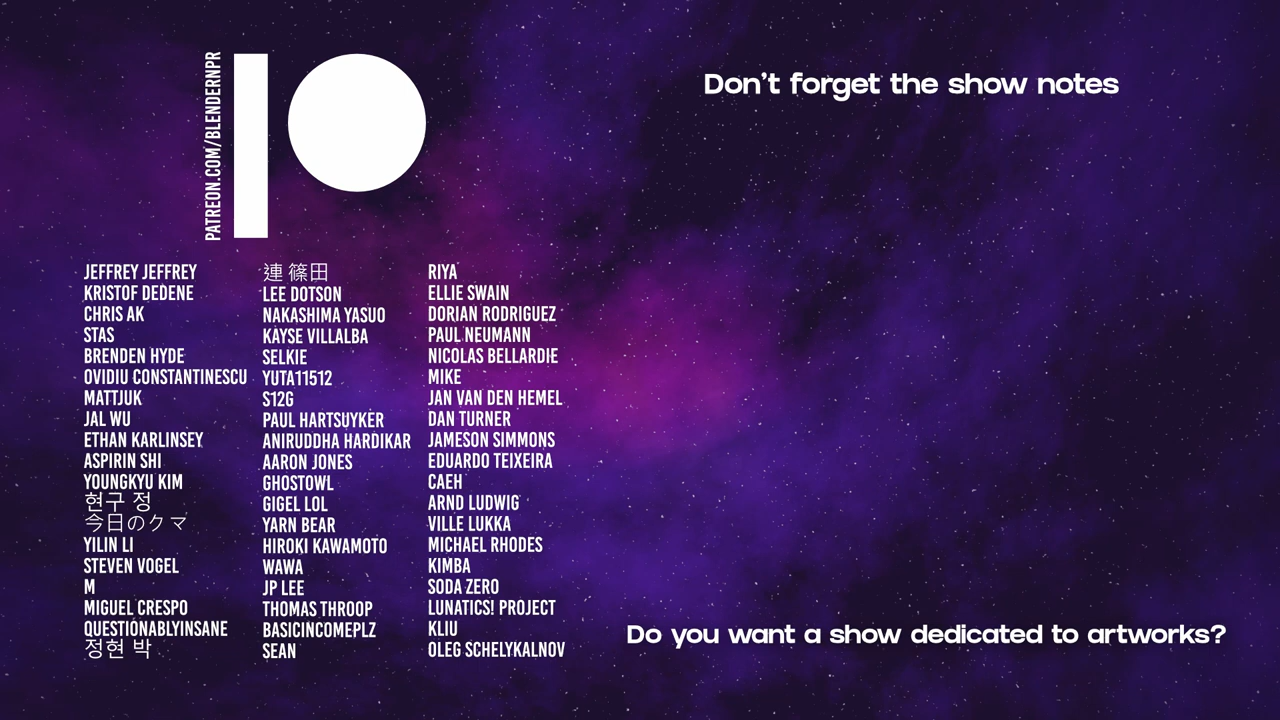 PATREON.COM/BLENDERNPR
Don't forget the show notes
JEFFREY JEFFREY
KRISTOF DEDENE
CHRIS AK
STAS
BRENDEN HYDE
OVIDIU CONSTANTINESCU
MATTJUK
JAL WU
ETHAN KARLINSEY
ASPIRIN SHI
YOUNGKYU KIM
현구 정
今日のクマ
YILIN LI
STEVEN VOGEL
M
MIGUEL CRESPO
QUESTIONABLYINSANE
정현 박
連 篠田
LEE DOTSON
NAKASHIMA YASUO
KAYSE VILLALBA
SELKIE
YUTA11512
S12G
PAUL HARTSUYKER
ANIRUDDHA HARDIKAR
AARON JONES
GHOSTOWL
GIGEL LOL
YARN BEAR
HIROKI KAWAMOTO
WAWA
JP LEE
THOMAS THROOP
BASICINCOMEPLZ
SEAN
RIYA
ELLIE SWAIN
DORIAN RODRIGUEZ
PAUL NEUMANN
NICOLAS BELLARDIE
MIKE
JAN VAN DEN HEMEL
DAN TURNER
JAMESON SIMMONS
EDUARDO TEIXEIRA
CAEH
ARND LUDWIG
VILLE LUKKA
MICHAEL RHODES
KIMBA
SODA ZERO
LUNATICS! PROJECT
KLIU
OLEG SCHELYKALNOV
Do you want a show dedicated to artworks?